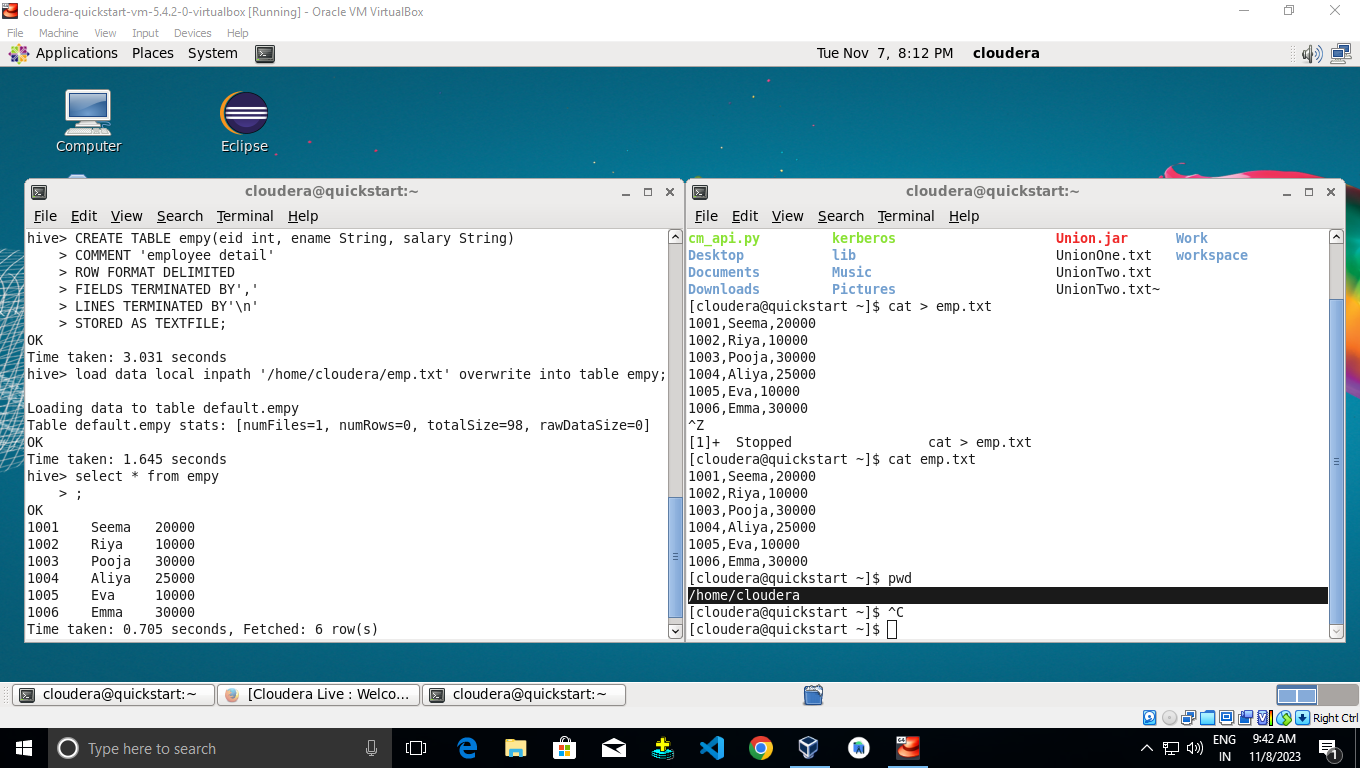 cloudera-quickstart-vm-5.4.2-0-virtualbox [Running] - Oracle VM VirtualBox
File Machine View Input Devices Help
Applications Places System Tue Nov 7, 8:12 PM cloudera
Computer Eclipse
cloudera@quickstart:~
File Edit View Search Terminal Help
hive> CREATE TABLE empy(eid int, ename String, salary String)
    > COMMENT 'employee detail'
    > ROW FORMAT DELIMITED
    > FIELDS TERMINATED BY','
    > LINES TERMINATED BY'\n'
    > STORED AS TEXTFILE;
OK
Time taken: 3.031 seconds
hive> load data local inpath '/home/cloudera/emp.txt' overwrite into table empy;
Loading data to table default.empy
Table default.empy stats: [numFiles=1, numRows=0, totalSize=98, rawDataSize=0]
OK
Time taken: 1.645 seconds
hive> select * from empy
    > ;
OK
1001 Seema 20000
1002 Riya 10000
1003 Pooja 30000
1004 Aliya 25000
1005 Eva 10000
1006 Emma 30000
Time taken: 0.705 seconds, Fetched: 6 row(s)
cloudera@quickstart:~
File Edit View Search Terminal Help
cm_api.py kerberos Union.jar Work
Desktop lib UnionOne.txt workspace
Documents Music UnionTwo.txt
Downloads Pictures UnionTwo.txt~
[cloudera@quickstart ~]$ cat > emp.txt
1001,Seema,20000
1002,Riya,10000
1003,Pooja,30000
1004,Aliya,25000
1005,Eva,10000
1006,Emma,30000
^Z
[1]+  Stopped                 cat > emp.txt
[cloudera@quickstart ~]$ cat emp.txt
1001,Seema,20000
1002,Riya,10000
1003,Pooja,30000
1004,Aliya,25000
1005,Eva,10000
1006,Emma,30000
[cloudera@quickstart ~]$ pwd
/home/cloudera
[cloudera@quickstart ~]$ ^C
[cloudera@quickstart ~]$
cloudera@quickstart:~ [Cloudera Live : Welco... cloudera@quickstart:~
Right Ctrl
Type here to search
ENG
IN
9:42 AM
11/8/2023
1